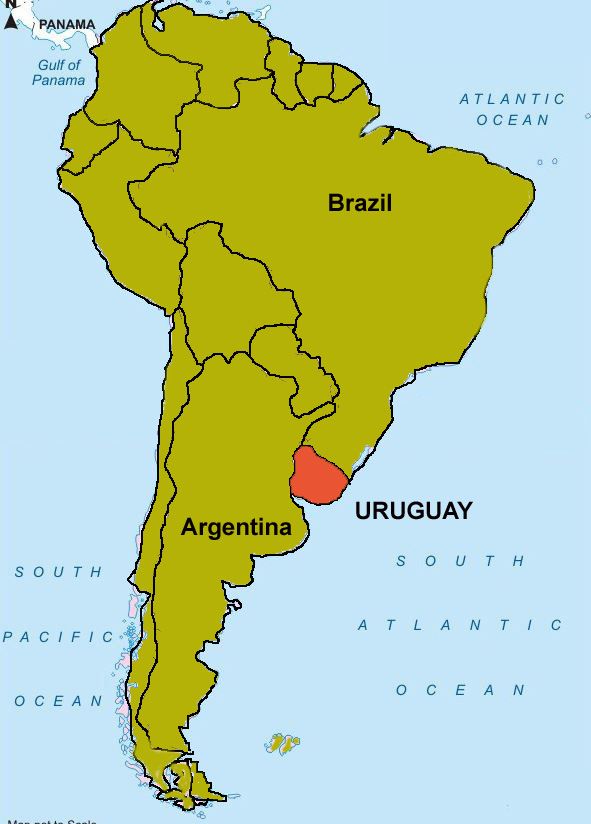 N
PANAMA
Gulf of
Panama
ATLANTIC
OCEAN
Brazil
URUGUAY
Argentina
SOUTH
ATLANTIC
OCEAN
SOUTH
PACIFIC
OCEAN
Map not to Scale